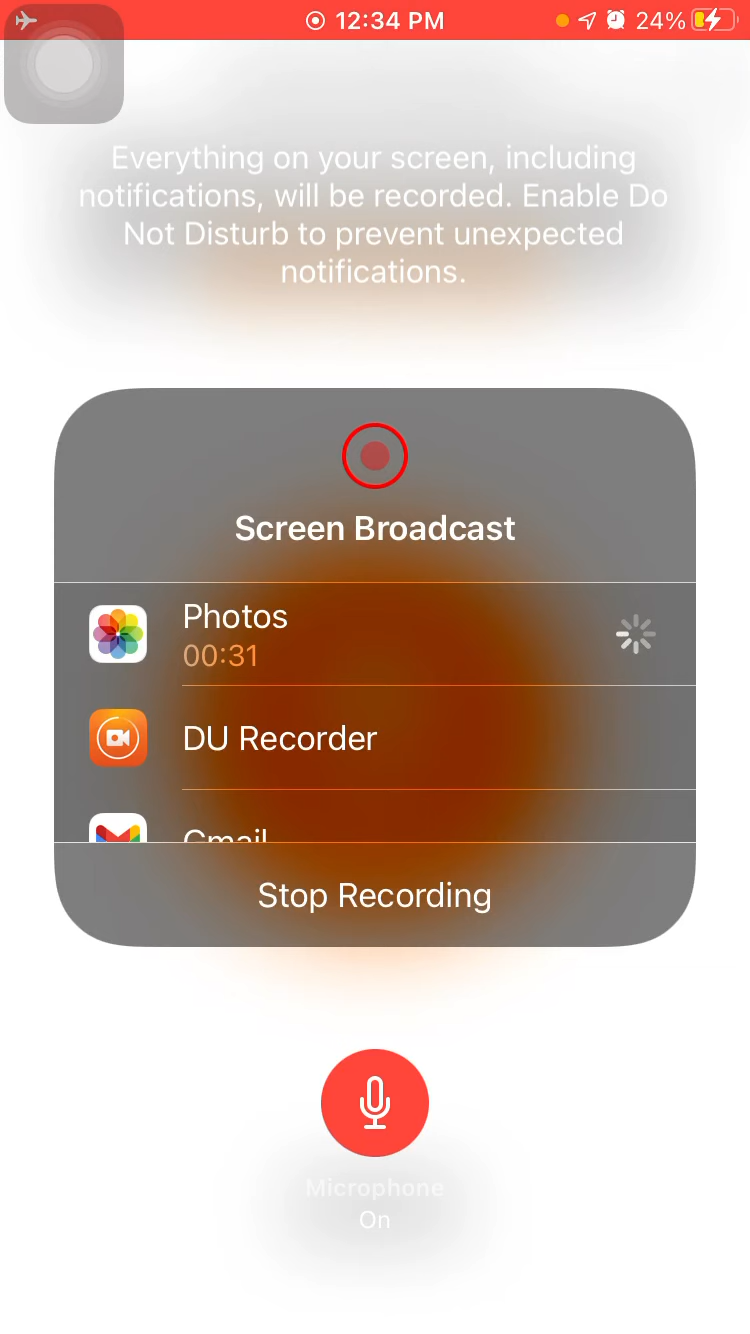 12:34 PM 24%
Everything on your screen, including
notifications, will be recorded. Enable Do
Not Disturb to prevent unexpected
notifications.
Screen Broadcast
Photos
00:31
DU Recorder
Gmail
Stop Recording
Microphone
On